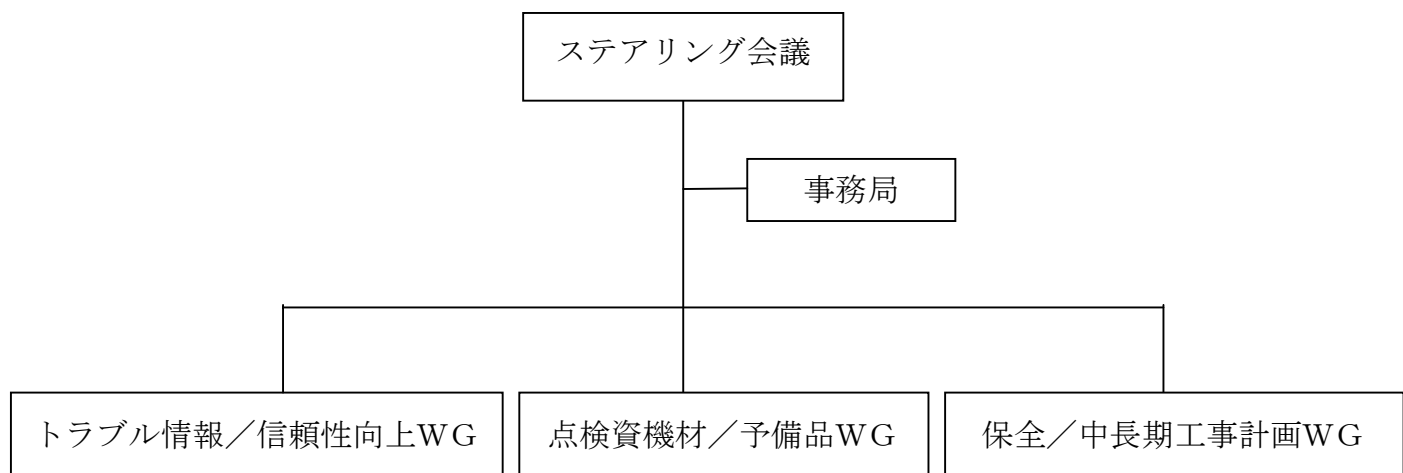 ステアリング会議
事務局
トラブル情報／信頼性向上ＷＧ
点検資機材／予備品ＷＧ
保全／中長期工事計画ＷＧ